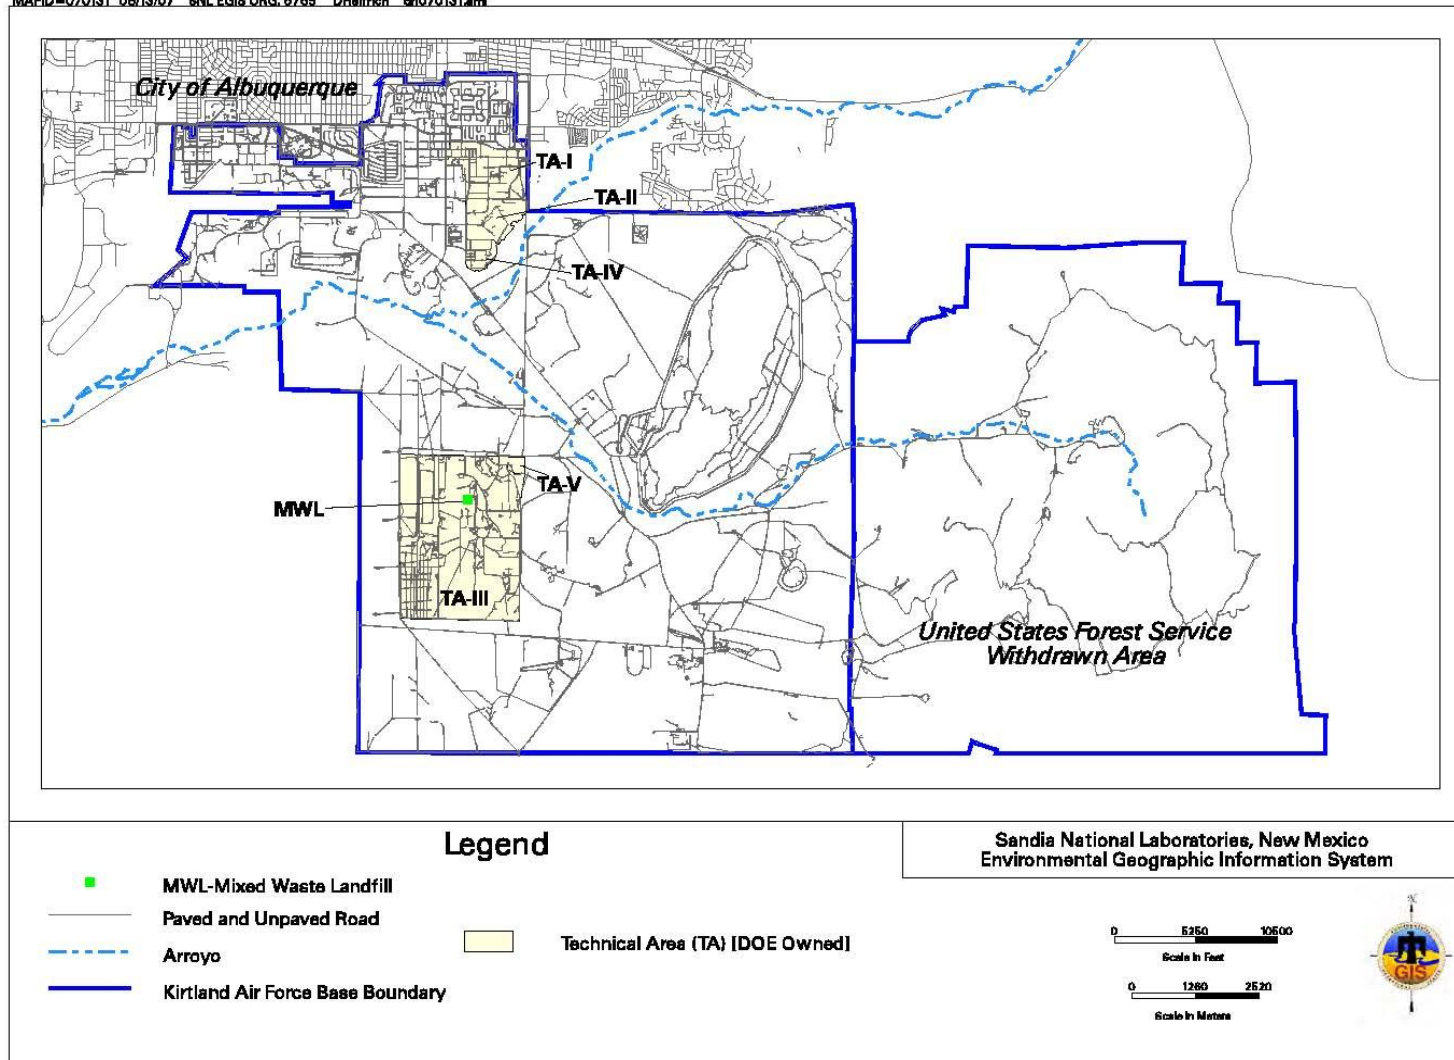 City of Albuquerque
TA-I
TA-II
TA-IV
TA-V
MWL
TA-III
United States Forest Service
Withdrawn Area
Legend
MWL-Mixed Waste Landfill
Paved and Unpaved Road
Arroyo
Kirtland Air Force Base Boundary
Technical Area (TA) [DOE Owned]
Sandia National Laboratories, New Mexico
Environmental Geographic Information System
0 5250 10500
Scale in Feet
0 1260 2520
Scale in Meters
GIS